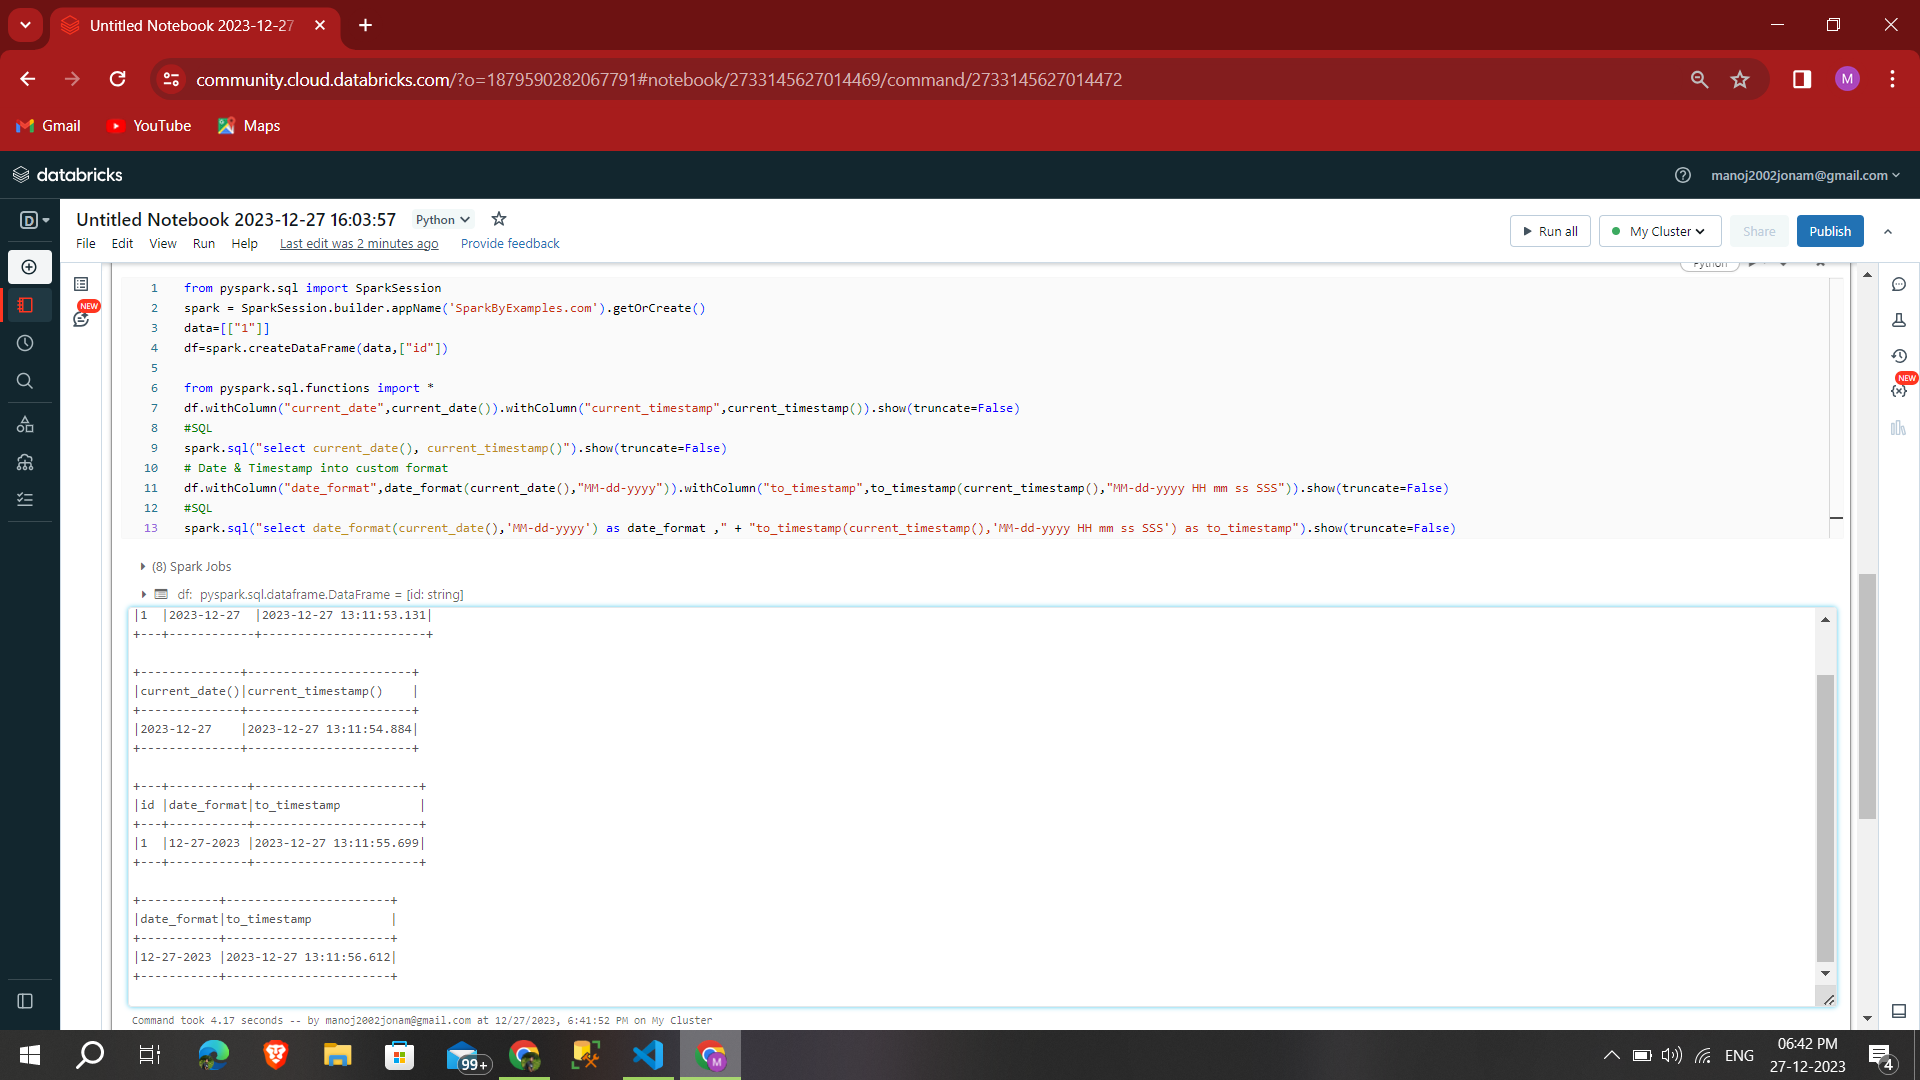 Untitled Notebook 2023-12-27
community.cloud.databricks.com/?o=1879590282067791#notebook/2733145627014469/command/2733145627014472
M
Gmail YouTube Maps
databricks
manoj2002jonam@gmail.com
D
Untitled Notebook 2023-12-27 16:03:57 Python
File Edit View Run Help Last edit was 2 minutes ago Provide feedback
Run all My Cluster Share Publish
Python
NEW
NEW
1 from pyspark.sql import SparkSession
2 spark = SparkSession.builder.appName('SparkByExamples.com').getOrCreate()
3 data=[["1"]]
4 df=spark.createDataFrame(data,["id"])
5
6 from pyspark.sql.functions import *
7 df.withColumn("current_date",current_date()).withColumn("current_timestamp",current_timestamp()).show(truncate=False)
8 #SQL
9 spark.sql("select current_date(), current_timestamp()").show(truncate=False)
10 # Date & Timestamp into custom format
11 df.withColumn("date_format",date_format(current_date(),"MM-dd-yyyy")).withColumn("to_timestamp",to_timestamp(current_timestamp(),"MM-dd-yyyy HH mm ss SSS")).show(truncate=False)
12 #SQL
13 spark.sql("select date_format(current_date(),'MM-dd-yyyy') as date_format ," + "to_timestamp(current_timestamp(),'MM-dd-yyyy HH mm ss SSS') as to_timestamp").show(truncate=False)
(8) Spark Jobs
df: pyspark.sql.dataframe.DataFrame = [id: string]
|1  |2023-12-27  |2023-12-27 13:11:53.131|
+---+------------+-----------------------+
+--------------+-----------------------+
|current_date()|current_timestamp()    |
+--------------+-----------------------+
|2023-12-27    |2023-12-27 13:11:54.884|
+--------------+-----------------------+
+---+-----------+-----------------------+
|id |date_format|to_timestamp           |
+---+-----------+-----------------------+
|1  |12-27-2023 |2023-12-27 13:11:55.699|
+---+-----------+-----------------------+
+-----------+-----------------------+
|date_format|to_timestamp           |
+-----------+-----------------------+
|12-27-2023 |2023-12-27 13:11:56.612|
+-----------+-----------------------+
Command took 4.17 seconds -- by manoj2002jonam@gmail.com at 12/27/2023, 6:41:52 PM on My Cluster
99+
M
ENG
06:42 PM
27-12-2023
4